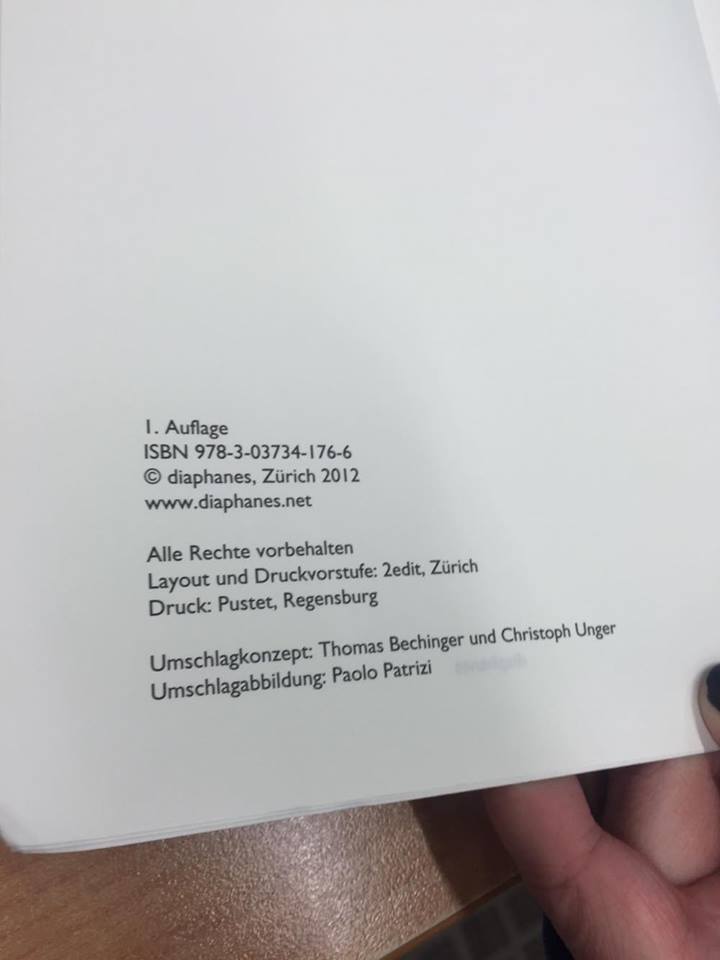 1. Auflage
ISBN 978-3-03734-176-6
© diaphanes, Zürich 2012
www.diaphanes.net
Alle Rechte vorbehalten
Layout und Druckvorstufe: 2edit, Zürich
Druck: Pustet, Regensburg
Umschlagkonzept: Thomas Bechinger und Christoph Unger
Umschlagabbildung: Paolo Patrizi